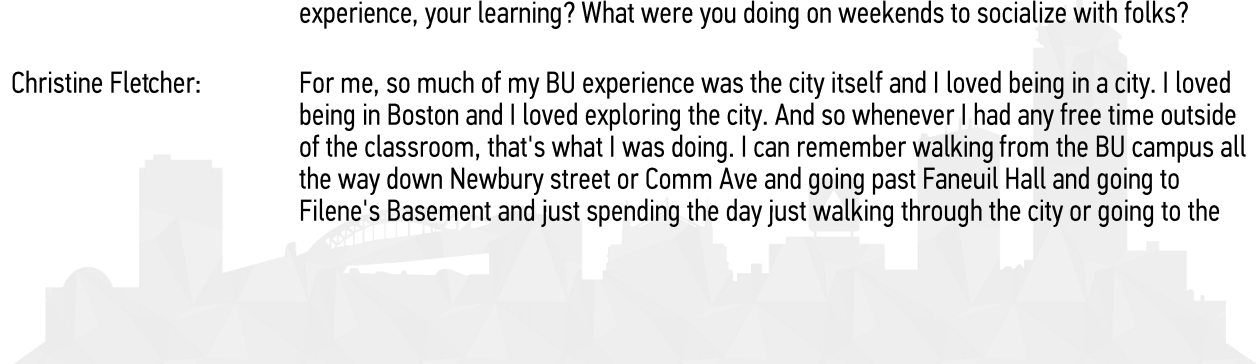 experience, your learning? What were you doing on weekends to socialize with folks?
Christine Fletcher: For me, so much of my BU experience was the city itself and I loved being in a city. I loved
being in Boston and I loved exploring the city. And so whenever I had any free time outside
of the classroom, that's what I was doing. I can remember walking from the BU campus all
the way down Newbury street or Comm Ave and going past Faneuil Hall and going to
Filene's Basement and just spending the day just walking through the city or going to the